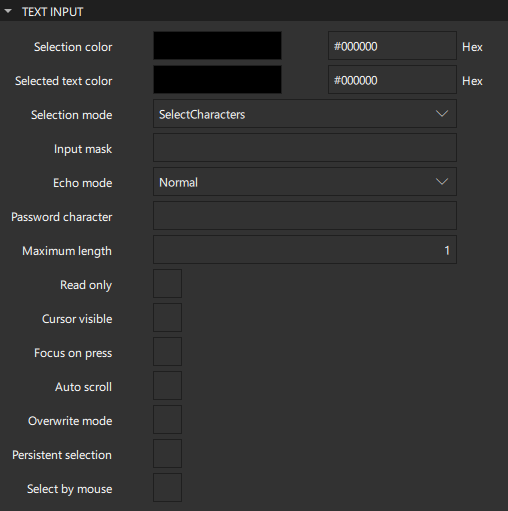 TEXT INPUT
Selection color #000000 Hex
Selected text color #000000 Hex
Selection mode SelectCharacters
Input mask
Echo mode Normal
Password character
Maximum length 1
Read only
Cursor visible
Focus on press
Auto scroll
Overwrite mode
Persistent selection
Select by mouse